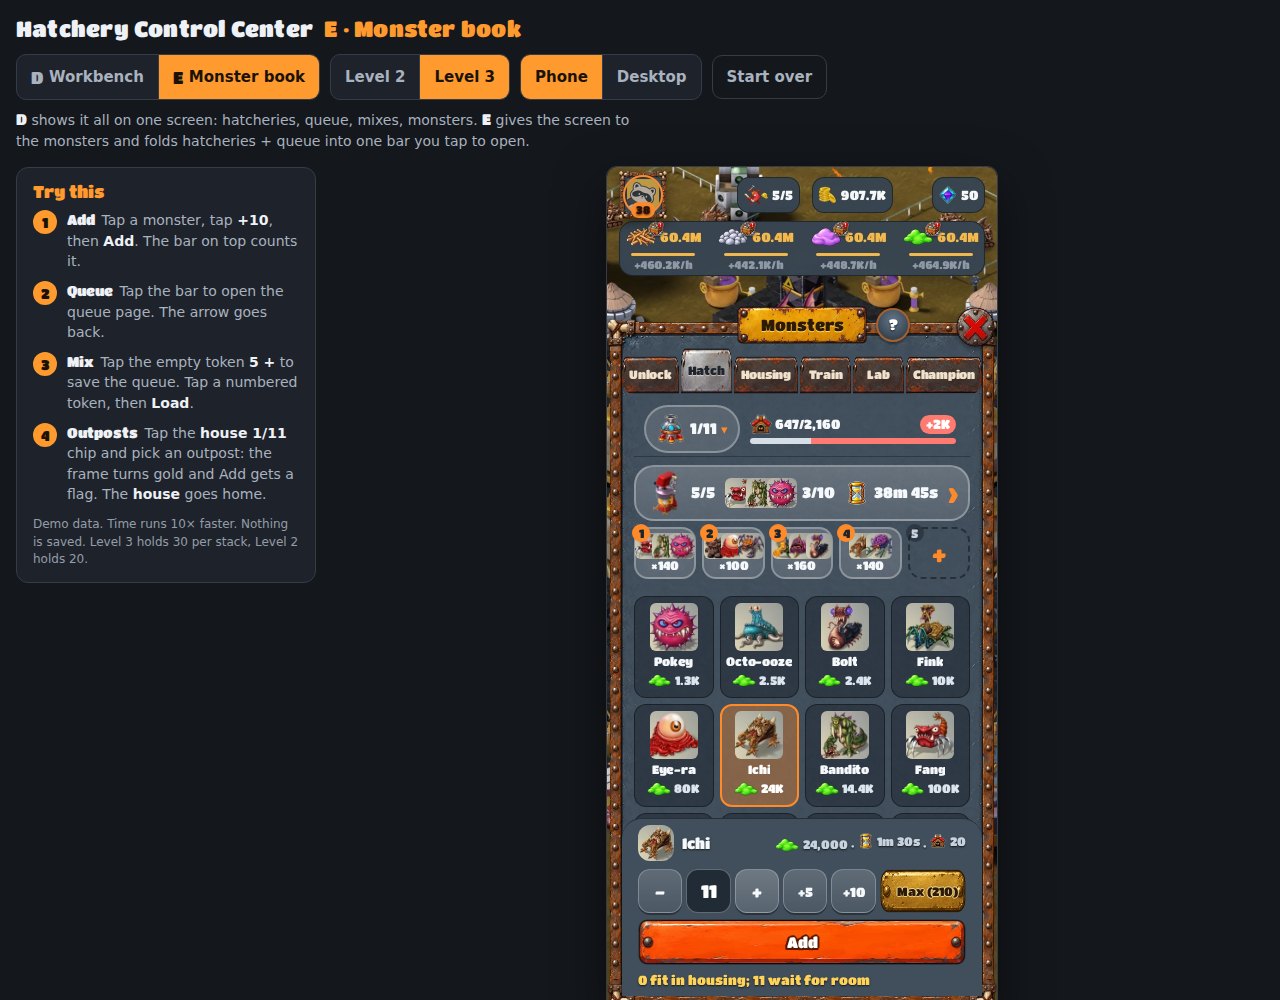 Hatchery Control Center E · Monster book
D Workbench E Monster book Level 2 Level 3 Phone Desktop Start over
D shows it all on one screen: hatcheries, queue, mixes, monsters. E gives the screen to
the monsters and folds hatcheries + queue into one bar you tap to open.
Try this
1 Add Tap a monster, tap +10,
then Add. The bar on top counts
it.
2 Queue Tap the bar to open the
queue page. The arrow goes
back.
3 Mix Tap the empty token 5 + to
save the queue. Tap a numbered
token, then Load.
4 Outposts Tap the house 1/11
chip and pick an outpost: the
frame turns gold and Add gets a
flag. The house goes home.
Demo data. Time runs 10× faster. Nothing
is saved. Level 3 holds 30 per stack, Level 2
holds 20.
30 5/5 907.7K 50
60.4M 60.4M 60.4M 60.4M
+460.2K/h +442.1K/h +448.7K/h +464.9K/h
Monsters ?
Unlock Hatch Housing Train Lab Champion
1/11 ▾ 647/2,160 +2K
5/5 3/10 38m 45s ❯
1 2 3 4 5
×140 ×100 ×160 ×140 +
Pokey Octo-ooze Bolt Fink
1.3K 2.5K 2.4K 10K
Eye-ra Ichi Bandito Fang
80K 24K 14.4K 100K
Ichi 24,000 · 1m 30s · 20
− 11 + +5 +10 Max (210)
Add
0 fit in housing; 11 wait for room